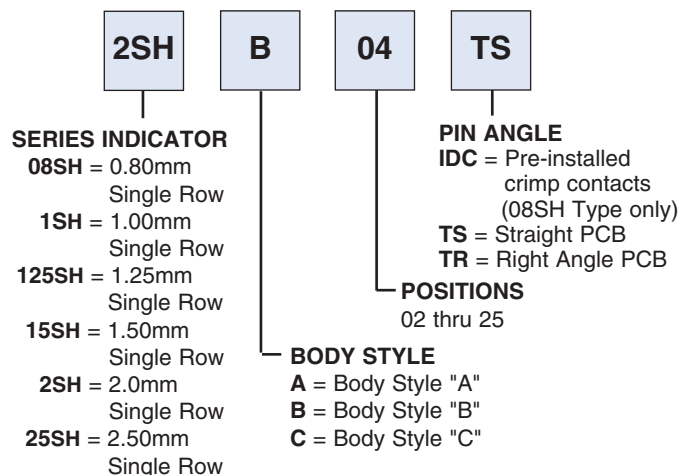 2SH B 04 TS
SERIES INDICATOR
08SH = 0.80mm
Single Row
1SH = 1.00mm
Single Row
125SH = 1.25mm
Single Row
15SH = 1.50mm
Single Row
2SH = 2.0mm
Single Row
25SH = 2.50mm
Single Row
BODY STYLE
A = Body Style "A"
B = Body Style "B"
C = Body Style "C"
POSITIONS
02 thru 25
PIN ANGLE
IDC = Pre-installed
crimp contacts
(08SH Type only)
TS = Straight PCB
TR = Right Angle PCB